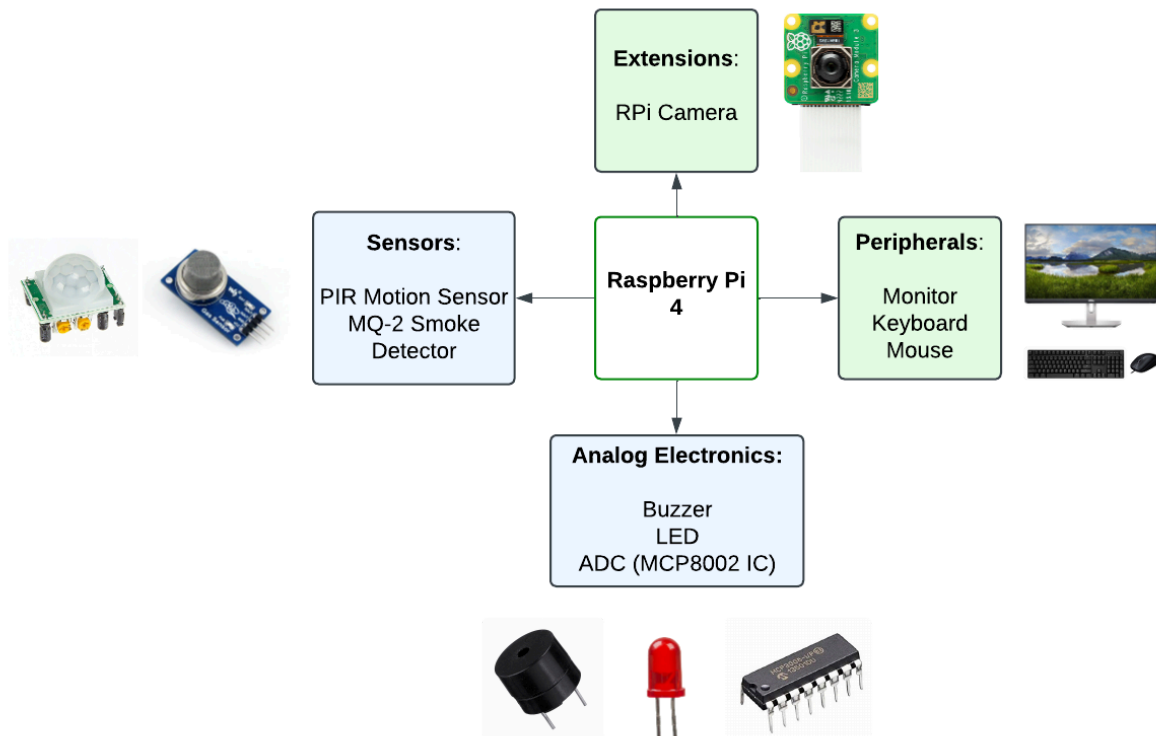 Extensions:
RPi Camera
Sensors:
PIR Motion Sensor
MQ-2 Smoke
Detector
Raspberry Pi
4
Peripherals:
Monitor
Keyboard
Mouse
Analog Electronics:
Buzzer
LED
ADC (MCP8002 IC)